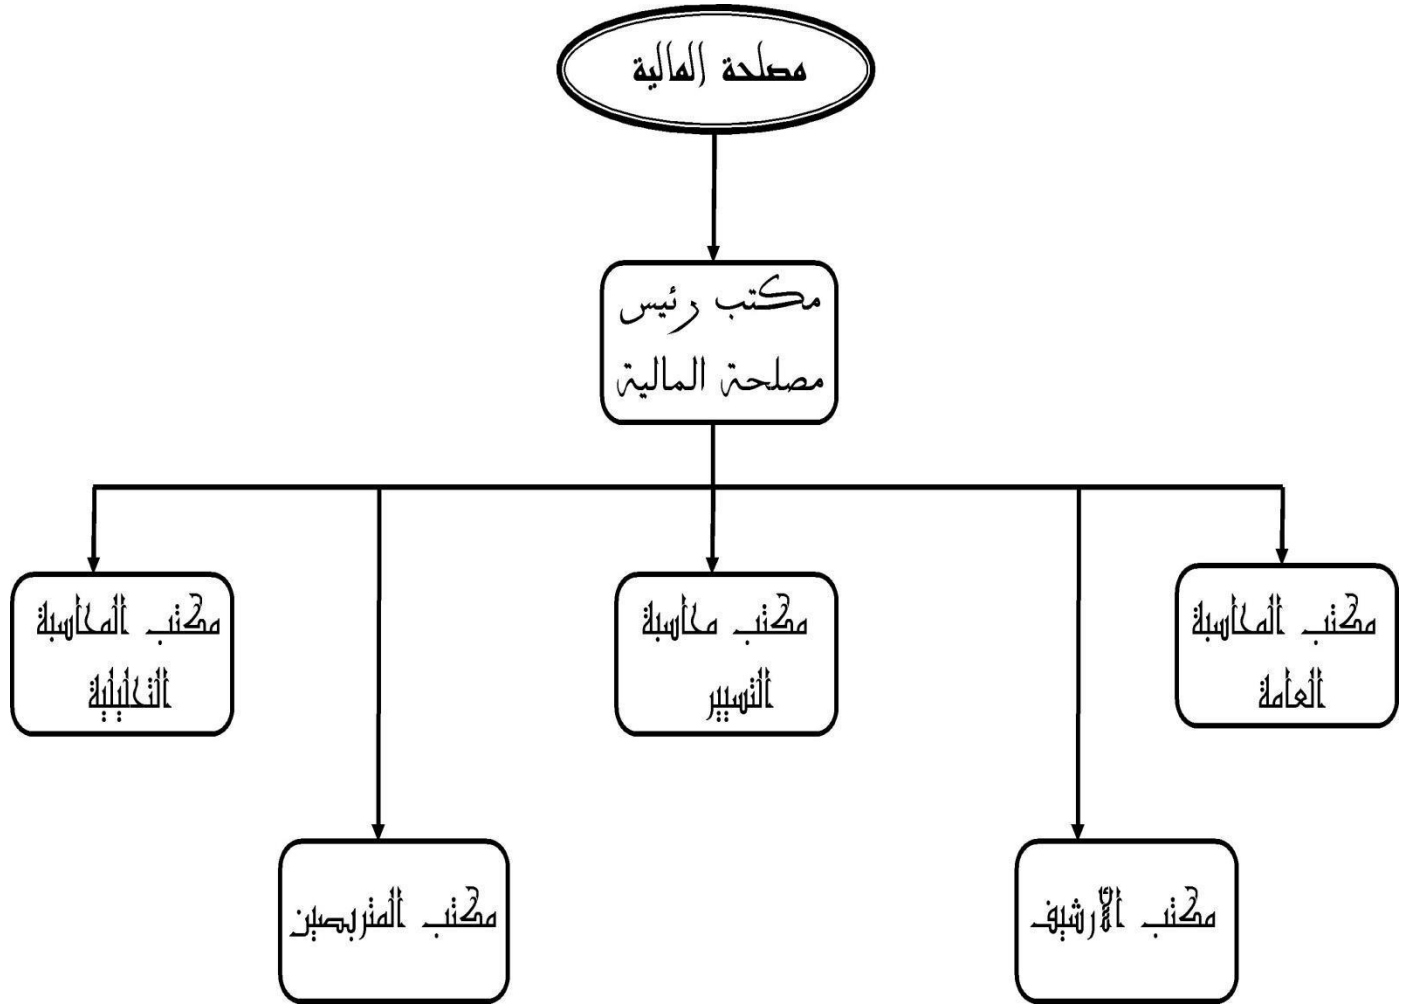 مصلحة المالية
مكتب رئيس
مصلحة المالية
مكتب المحاسبة
العامة
مكتب محاسبة
التسيير
مكتب المحاسبة
التحليلية
مكتب الأرشيف
مكتب المتربصين